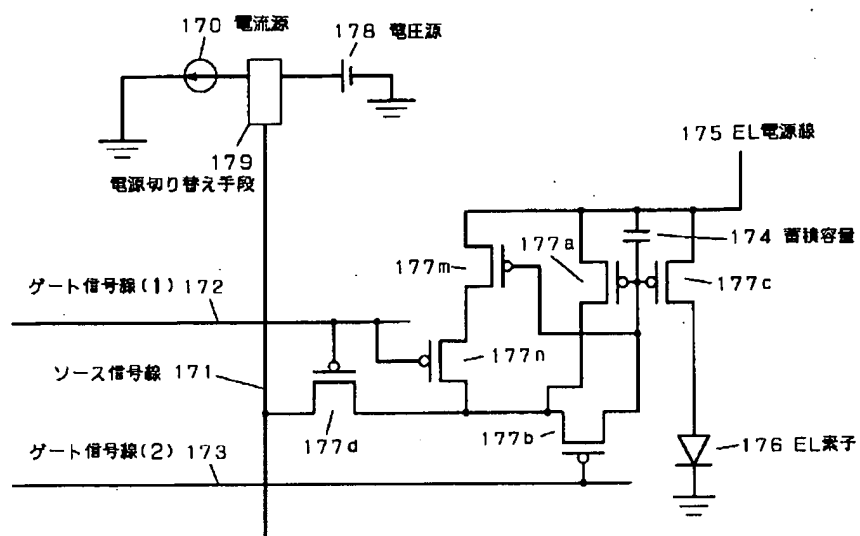 170 電流源
178 電圧源
179
電源切り替え手段
175 EL電源線
174 蓄積容量
177a
177m
177c
ゲート信号線(1) 172
177n
ソース信号線 171
177d
177b
ゲート信号線(2) 173
176 EL素子